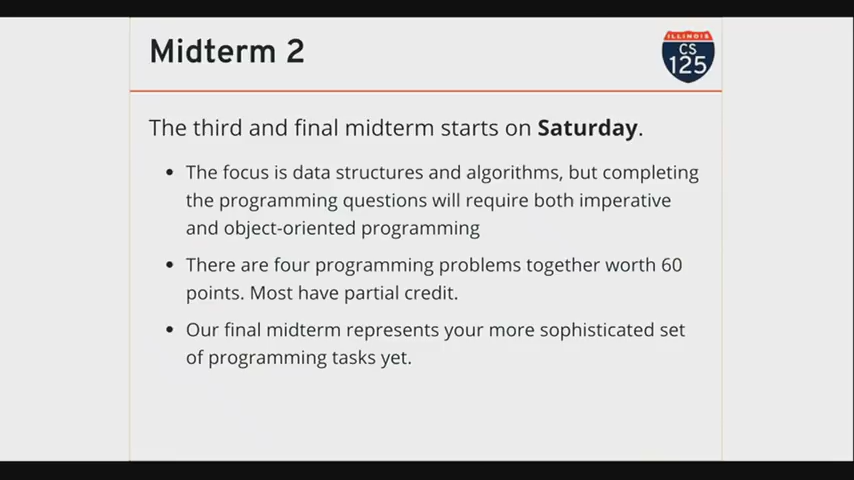 Midterm 2
ILLINOIS
CS
125
The third and final midterm starts on Saturday.
The focus is data structures and algorithms, but completing
the programming questions will require both imperative
and object-oriented programming
There are four programming problems together worth 60
points. Most have partial credit.
Our final midterm represents your more sophisticated set
of programming tasks yet.